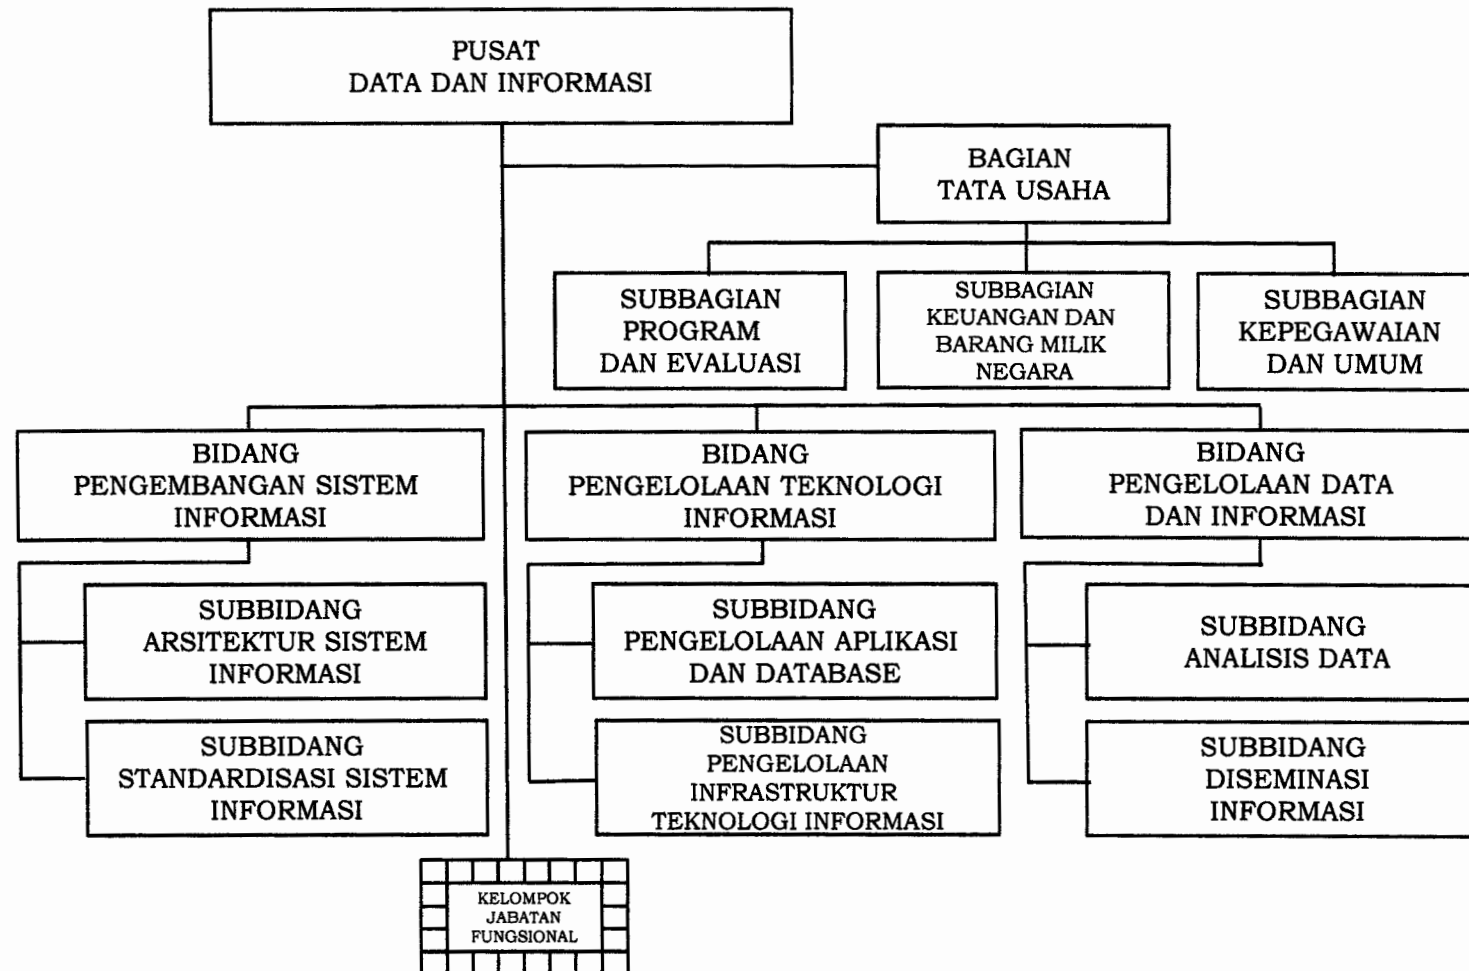 PUSAT
DATA DAN INFORMASI
BAGIAN
TATA USAHA
SUBBAGIAN
PROGRAM
DAN EVALUASI
SUBBAGIAN
KEUANGAN DAN
BARANG MILIK
NEGARA
SUBBAGIAN
KEPEGAWAIAN
DAN UMUM
BIDANG
PENGEMBANGAN SISTEM
INFORMASI
BIDANG
PENGELOLAAN TEKNOLOGI
INFORMASI
BIDANG
PENGELOLAAN DATA
DAN INFORMASI
SUBBIDANG
ARSITEKTUR SISTEM
INFORMASI
SUBBIDANG
PENGELOLAAN APLIKASI
DAN DATABASE
SUBBIDANG
ANALISIS DATA
SUBBIDANG
STANDARDISASI SISTEM
INFORMASI
SUBBIDANG
PENGELOLAAN
INFRASTRUKTUR
TEKNOLOGI INFORMASI
SUBBIDANG
DISEMINASI
INFORMASI
KELOMPOK
JABATAN
FUNGSIONAL